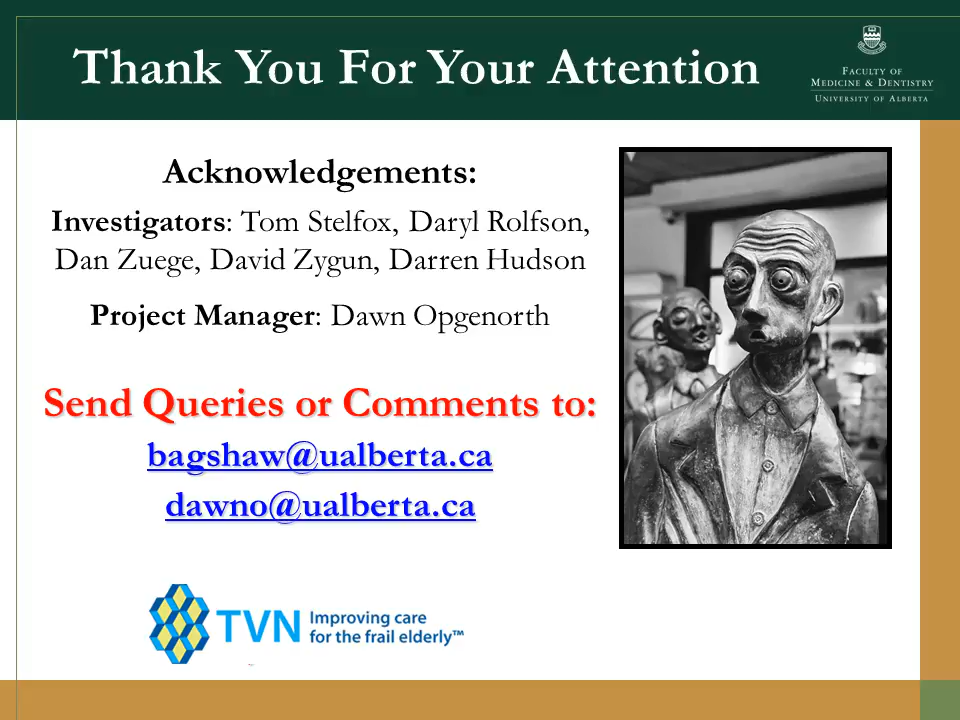 Thank You For Your Attention
FACULTY OF
MEDICINE & DENTISTRY
UNIVERSITY OF ALBERTA
Acknowledgements:
Investigators: Tom Stelfox, Daryl Rolfson,
Dan Zuege, David Zygun, Darren Hudson
Project Manager: Dawn Opgenorth
Send Queries or Comments to:
bagshaw@ualberta.ca
dawno@ualberta.ca
TVN Improving care
for the frail elderly™